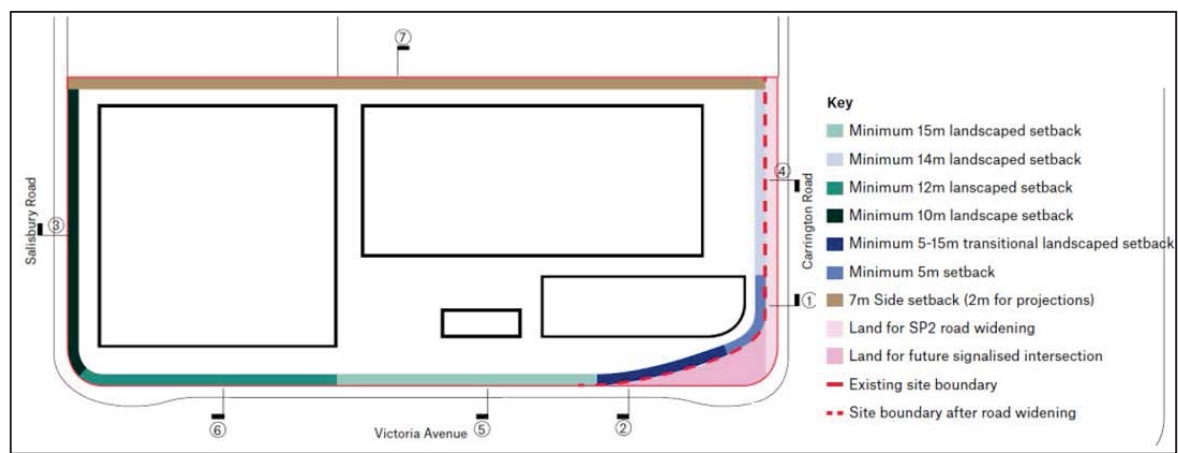 ⑦
Key
Minimum 15m landscaped setback
Minimum 14m landscaped setback
④
Minimum 12m lanscaped setback
Minimum 10m landscape setback
Salisbury Road
③
Carrington Road
Minimum 5-15m transitional landscaped setback
Minimum 5m setback
①
7m Side setback (2m for projections)
Land for SP2 road widening
Land for future signalised intersection
Existing site boundary
Site boundary after road widening
⑥
Victoria Avenue
⑤
②